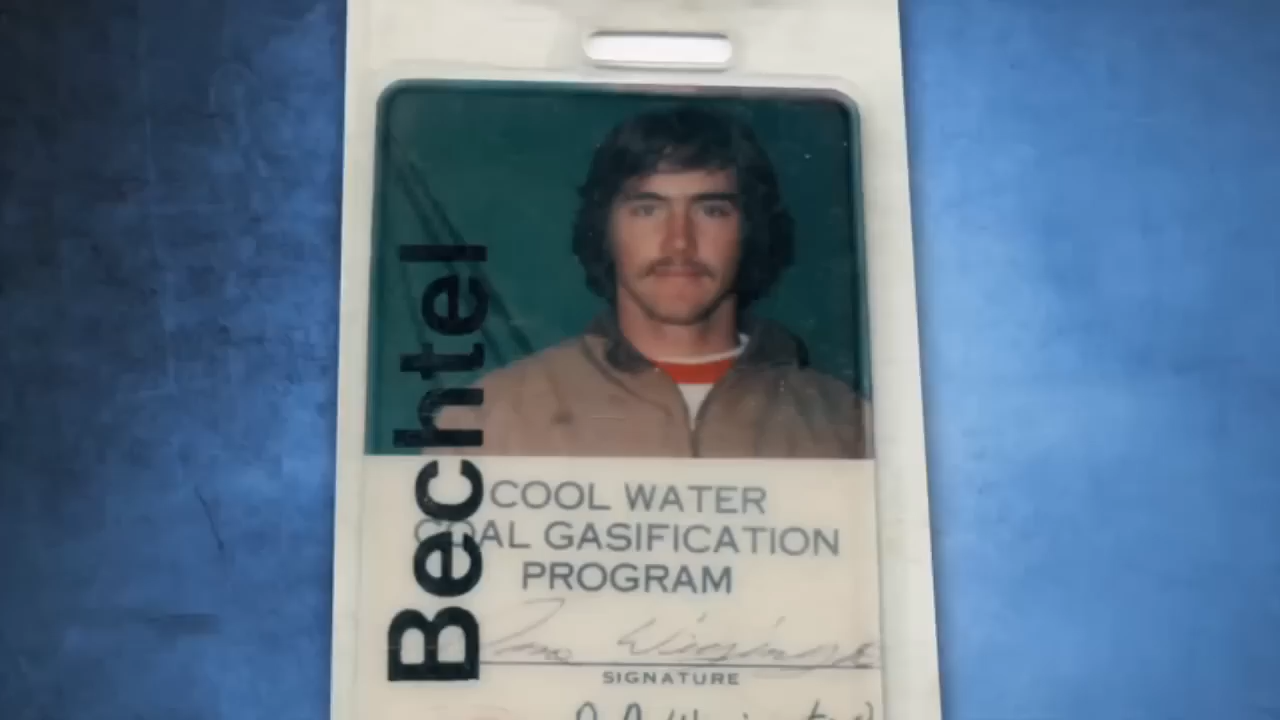 Bechtel
COOL WATER
COAL GASIFICATION
PROGRAM
SIGNATURE